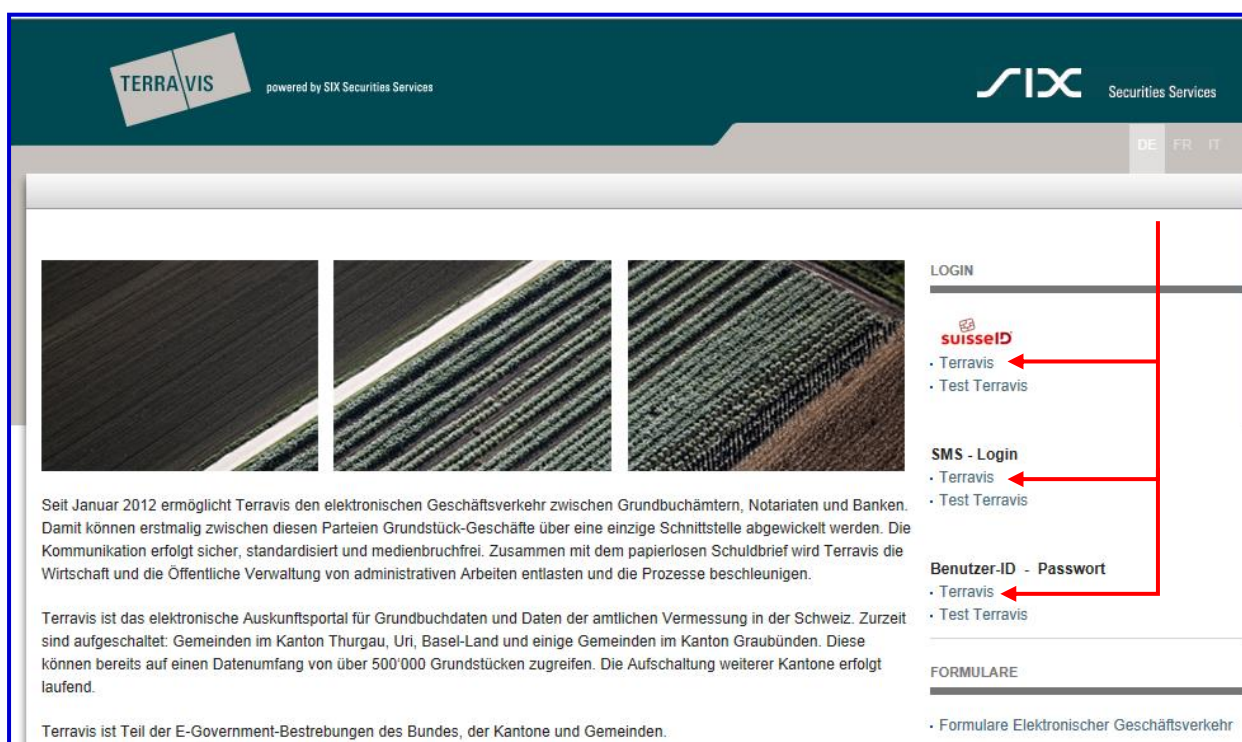 TERRAVIS
powered by SIX Securities Services
SIX
Securities Services
DE FR IT
LOGIN
suisseID
Terravis
Test Terravis
SMS - Login
Terravis
Test Terravis
Benutzer-ID - Passwort
Terravis
Test Terravis
FORMULARE
Formulare Elektronischer Geschäftsverkehr
Seit Januar 2012 ermöglicht Terravis den elektronischen Geschäftsverkehr zwischen Grundbuchämtern, Notariaten und Banken.
Damit können erstmalig zwischen diesen Parteien Grundstück-Geschäfte über eine einzige Schnittstelle abgewickelt werden. Die
Kommunikation erfolgt sicher, standardisiert und medienbruchfrei. Zusammen mit dem papierlosen Schuldbrief wird Terravis die
Wirtschaft und die Öffentliche Verwaltung von administrativen Arbeiten entlasten und die Prozesse beschleunigen.
Terravis ist das elektronische Auskunftsportal für Grundbuchdaten und Daten der amtlichen Vermessung in der Schweiz. Zurzeit
sind aufgeschaltet: Gemeinden im Kanton Thurgau, Uri, Basel-Land und einige Gemeinden im Kanton Graubünden. Diese
können bereits auf einen Datenumfang von über 500'000 Grundstücken zugreifen. Die Aufschaltung weiterer Kantone erfolgt
laufend.
Terravis ist Teil der E-Government-Bestrebungen des Bundes, der Kantone und Gemeinden.